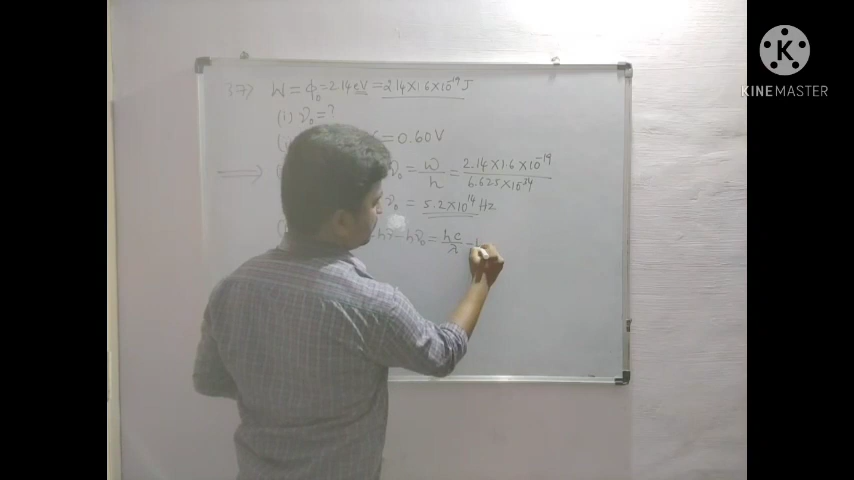 37) W = ϕ₀ = 2.14 eV = 2.14×1.6×10⁻¹⁹ J
(i) ν₀ = ?
= 0.60V
ν₀ = W/h = 2.14×1.6×10⁻¹⁹/6.625×10⁻³⁴
ν₀ = 5.2×10¹⁴ Hz
hν − hν₀ = hc/λ −
K
KINEMASTER